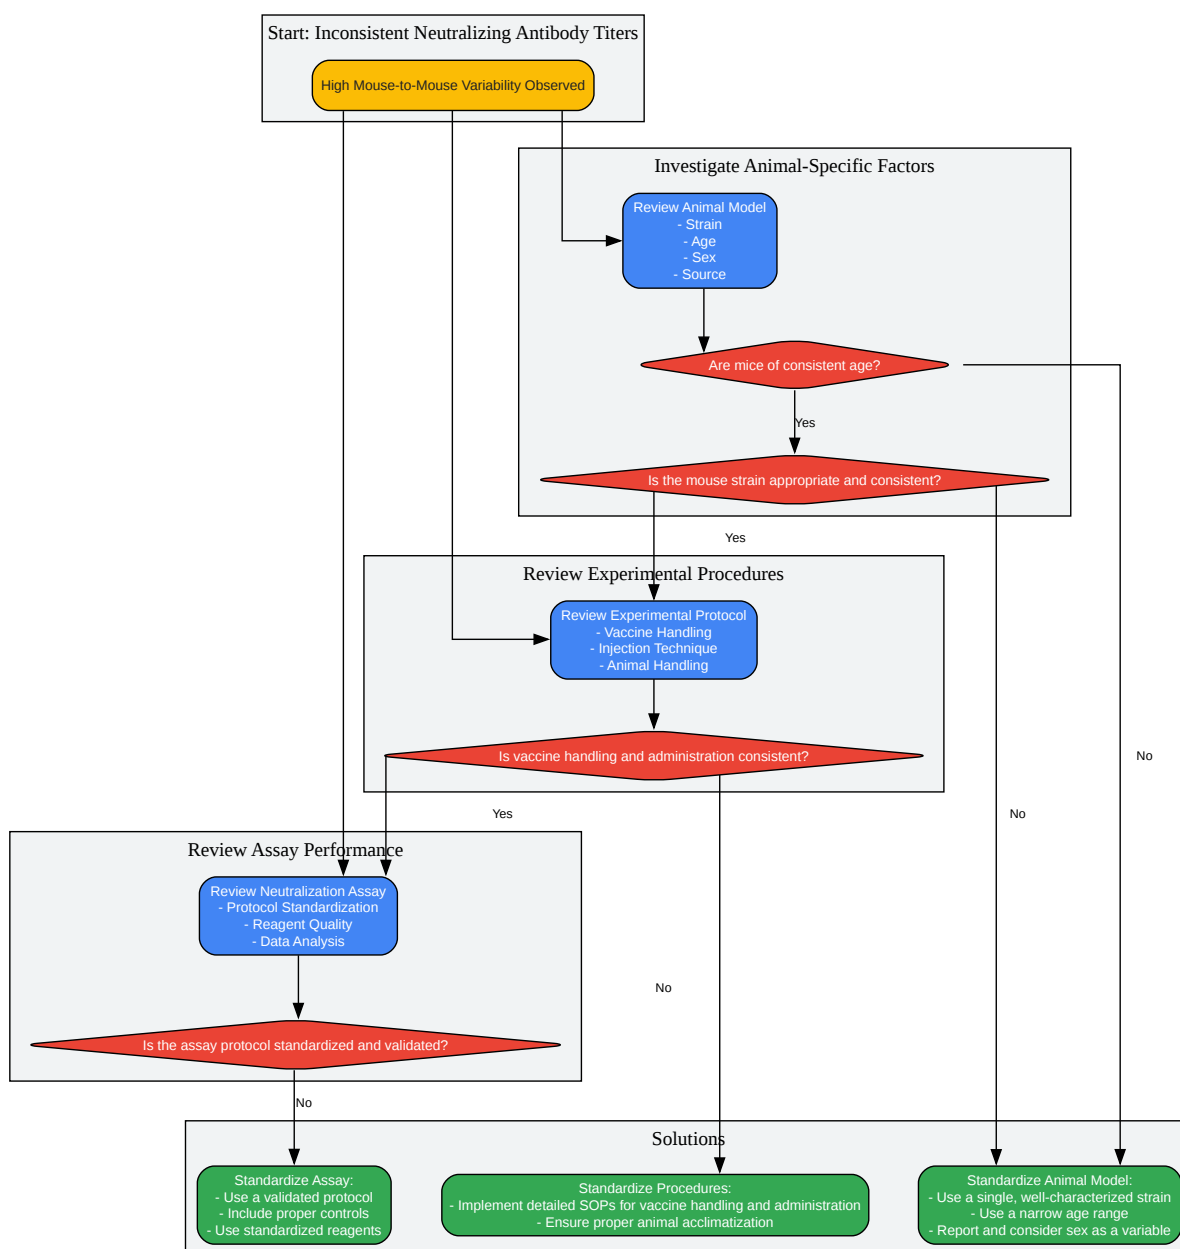 Start: Inconsistent Neutralizing Antibody Titers
High Mouse-to-Mouse Variability Observed
Investigate Animal-Specific Factors
Review Animal Model
- Strain
- Age
- Sex
- Source
Are mice of consistent age?
Yes
Is the mouse strain appropriate and consistent?
Yes
Review Experimental Procedures
Review Experimental Protocol
- Vaccine Handling
- Injection Technique
- Animal Handling
Is vaccine handling and administration consistent?
No
Yes
No
Review Assay Performance
Review Neutralization Assay
- Protocol Standardization
- Reagent Quality
- Data Analysis
No
Is the assay protocol standardized and validated?
No
Solutions
Standardize Assay:
- Use a validated protocol
- Include proper controls
- Use standardized reagents
Standardize Procedures:
- Implement detailed SOPs for vaccine handling and administration
- Ensure proper animal acclimatization
Standardize Animal Model:
- Use a single, well-characterized strain
- Use a narrow age range
- Report and consider sex as a variable